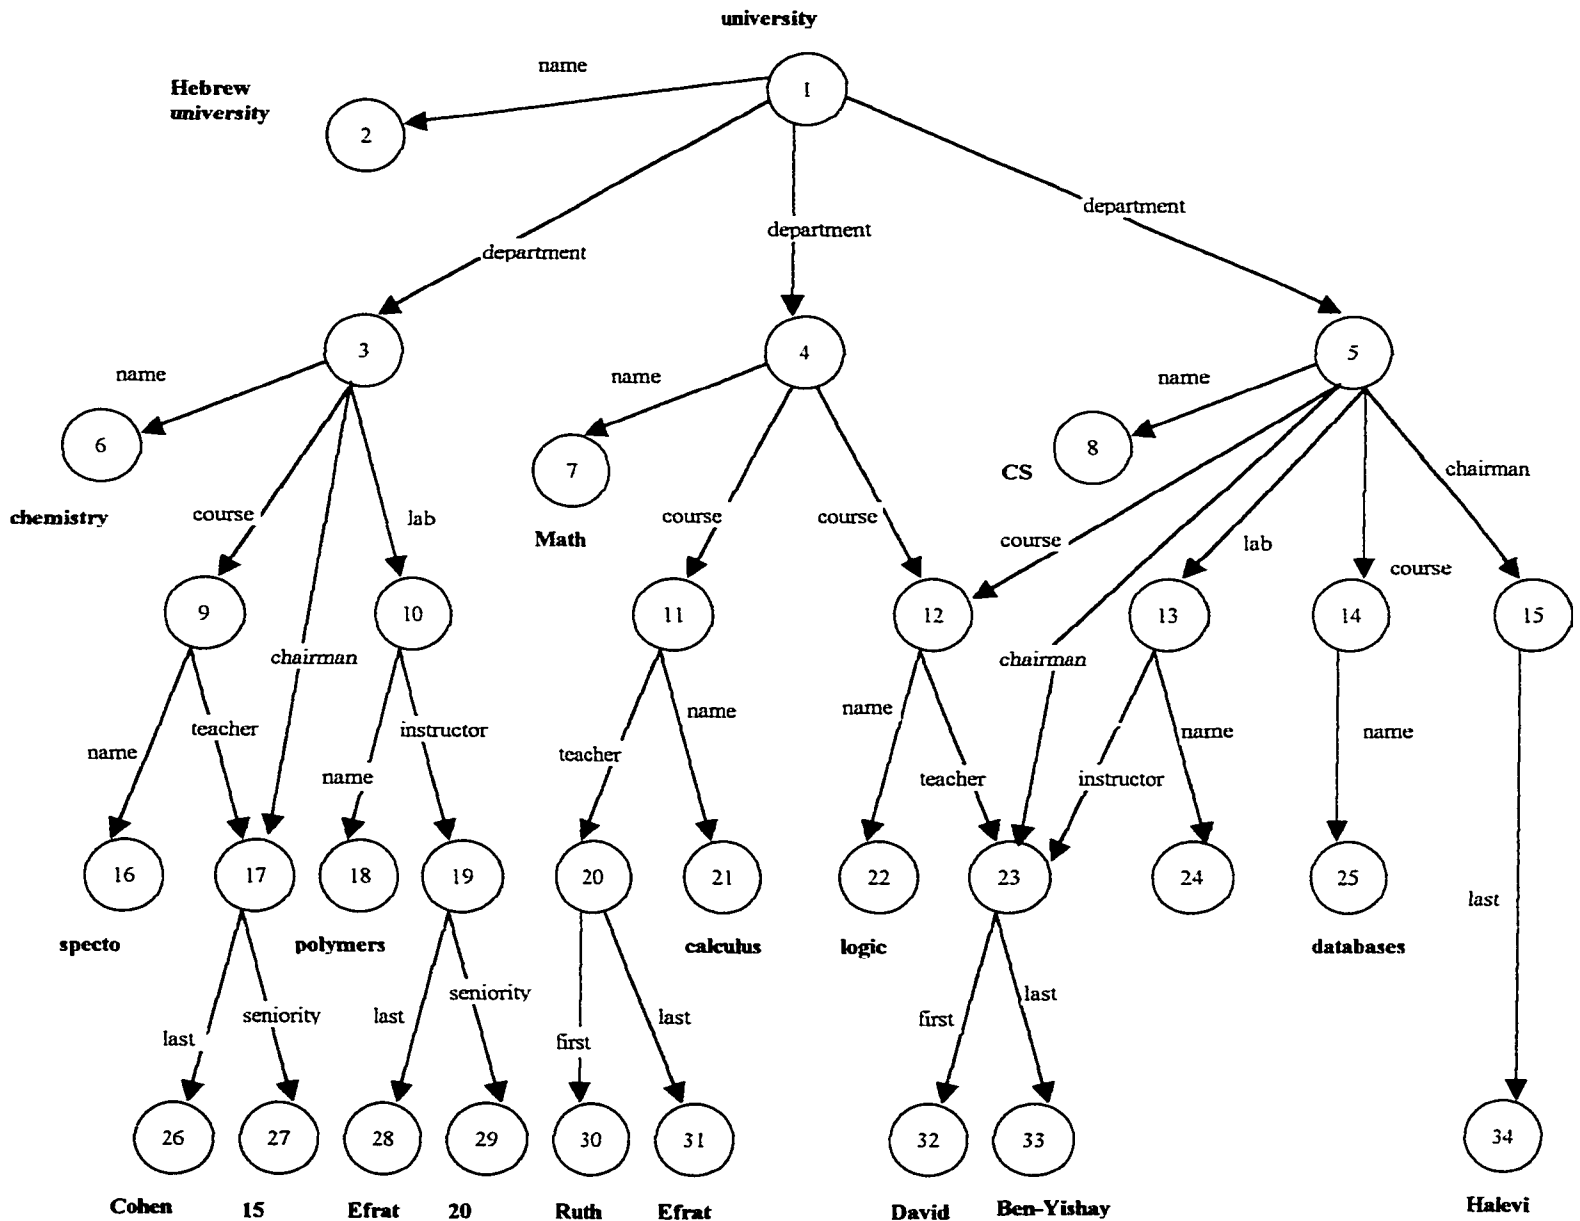 university
name
Hebrew
university
1
2
department
department
department
3
4
5
name
name
name
6
7
8
chemistry
Math
CS
chairman
course
lab
course
course
course
lab
course
9
10
11
12
13
14
15
chairman
chairman
name
teacher
name
instructor
teacher
name
name
teacher
instructor
name
name
last
16
17
18
19
20
21
22
23
24
25
specto
polymers
calculus
logic
databases
last
seniority
last
seniority
first
last
first
last
26
27
28
29
30
31
32
33
34
Cohen
15
Efrat
20
Ruth
Efrat
David
Ben-Yishay
Halevi